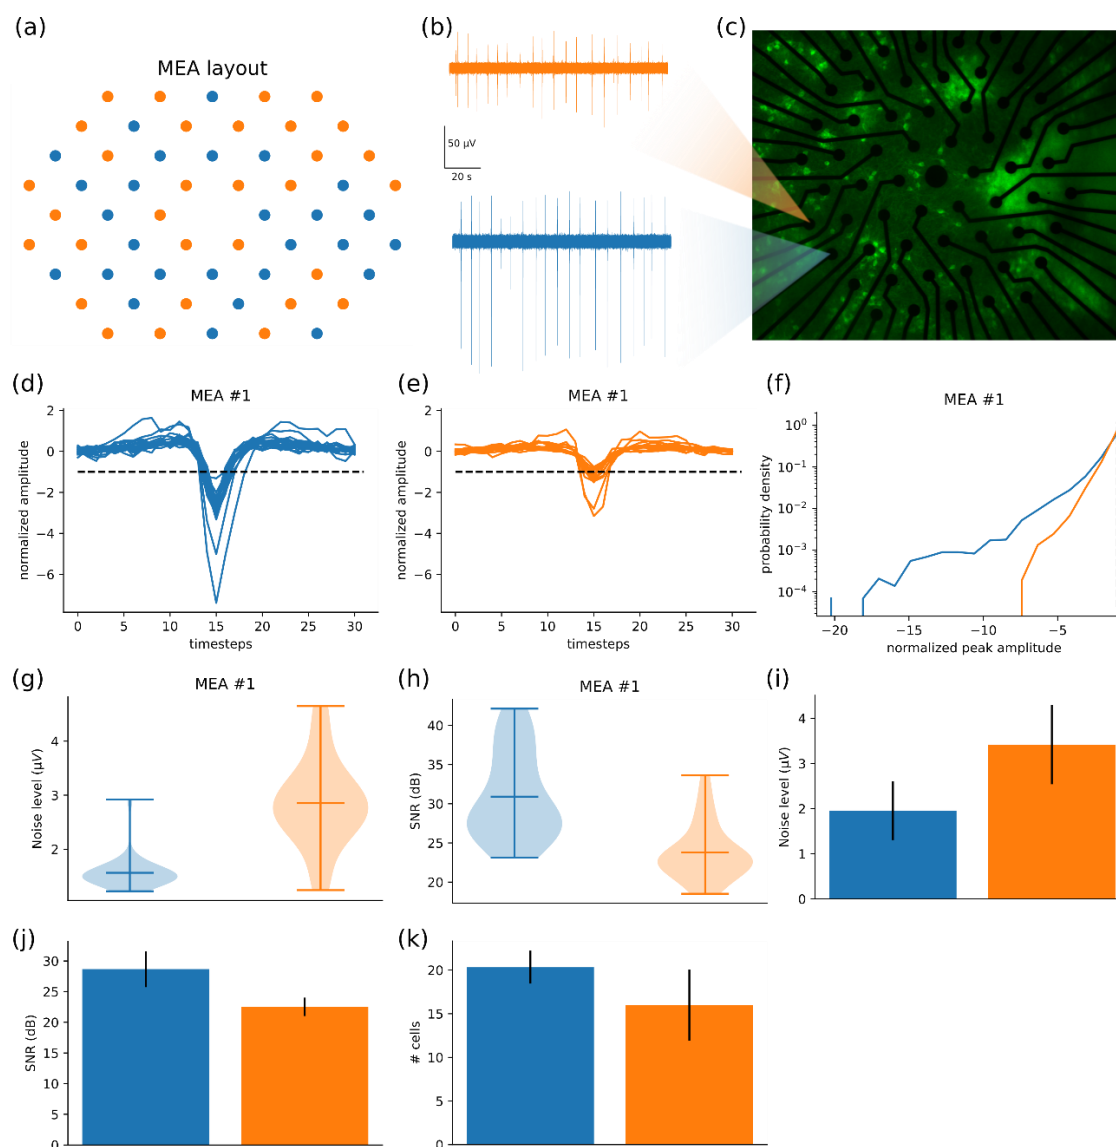 (a)
MEA layout
(b)
50 µV
20 s
(c)
(d)
MEA #1
normalized amplitude
2
0
−2
−4
−6
0
5
10
15
20
25
30
timesteps
(e)
MEA #1
normalized amplitude
2
0
−2
−4
−6
0
5
10
15
20
25
30
timesteps
(f)
MEA #1
probability density
10⁰
10⁻¹
10⁻²
10⁻³
10⁻⁴
−20
−15
−10
−5
normalized peak amplitude
(g)
MEA #1
Noise level (µV)
4
3
2
(h)
MEA #1
SNR (dB)
40
35
30
25
20
(i)
Noise level (µV)
4
3
2
1
0
(j)
SNR (dB)
30
25
20
15
10
5
0
(k)
# cells
20
15
10
5
0